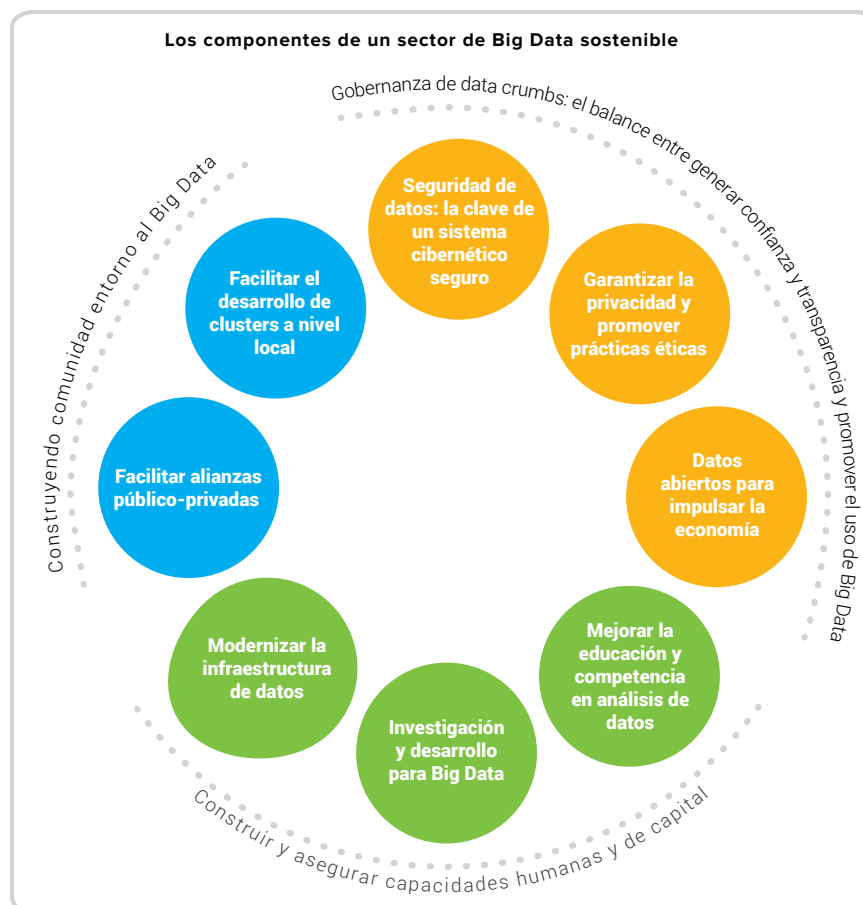 Los componentes de un sector de Big Data sostenible
Gobernanza de data crumbs: el balance entre generar confianza y transparencia y promover el uso de Big Data
Seguridad de
datos: la clave de
un sistema
cibernético
seguro
Garantizar la
privacidad y
promover
prácticas éticas
Datos
abiertos para
impulsar la
economía
Construir y asegurar capacidades humanas y de capital
Mejorar la
educación y
competencia
en análisis de
datos
Investigación
y desarrollo
para Big Data
Modernizar la
infraestructura
de datos
Construyendo comunidad entorno al Big Data
Facilitar alianzas
público-privadas
Facilitar el
desarrollo de
clusters a nivel
local